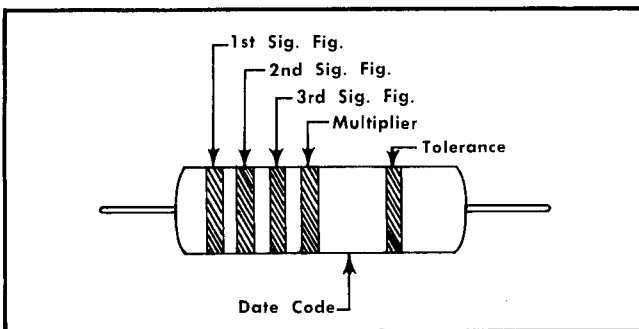 1st Sig. Fig.
2nd Sig. Fig.
3rd Sig. Fig.
Multiplier
Tolerance
Date Code